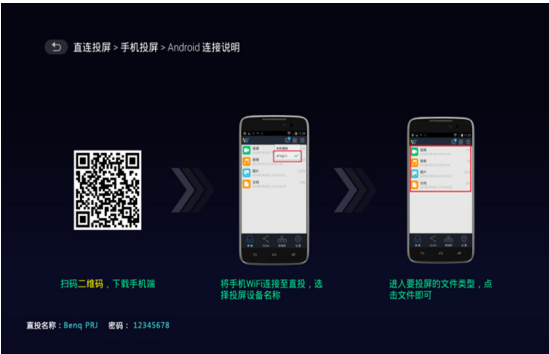 直连投屏 > 手机投屏 > Android 连接说明
扫码二维码，下载手机端
将手机WiFi连接至直投，选
择投屏设备名称
进入要投屏的文件类型，点
击文件即可
直投名称：Benq PRJ 密码： 12345678